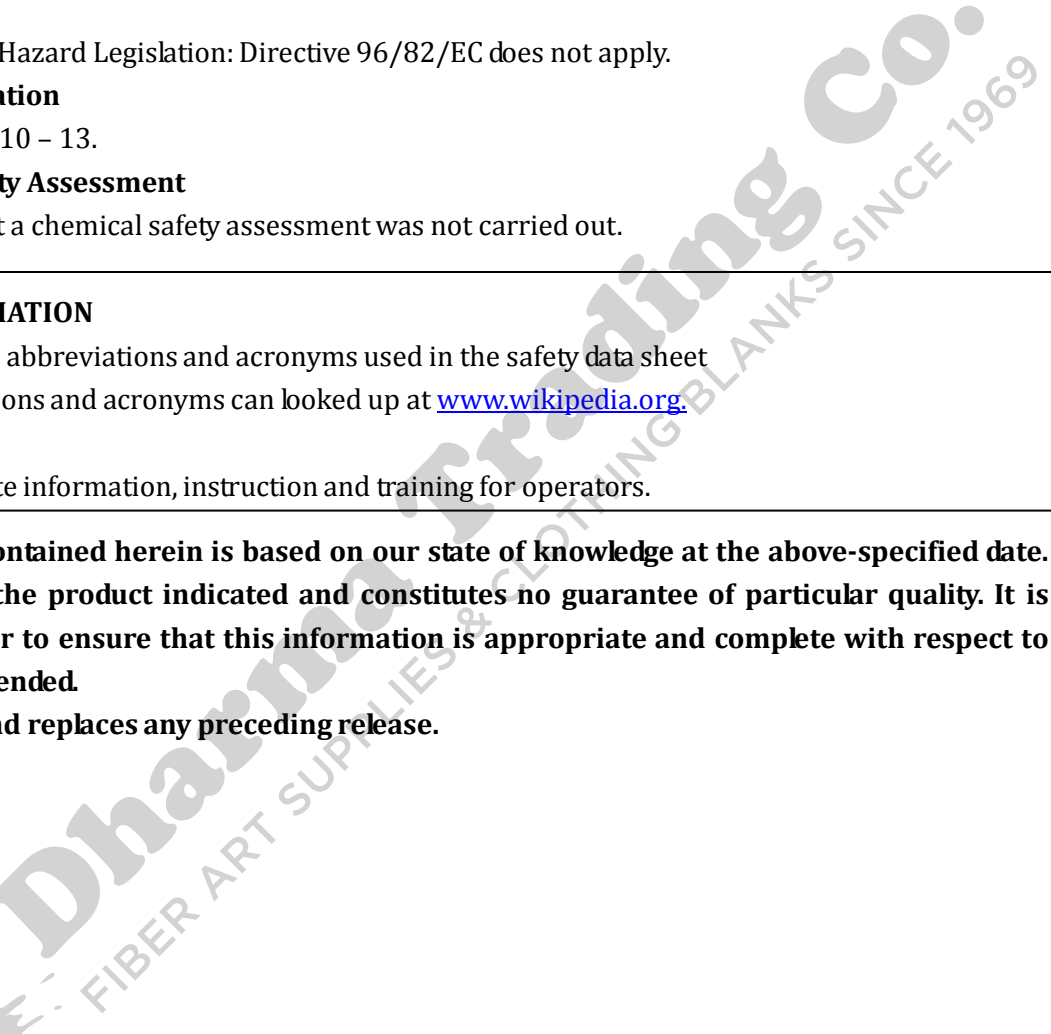 Hazard Legislation: Directive 96/82/EC does not apply.
ation
10 – 13.
ty Assessment
t a chemical safety assessment was not carried out.
IATION
abbreviations and acronyms used in the safety data sheet
ons and acronyms can looked up at www.wikipedia.org.
te information, instruction and training for operators.
ontained herein is based on our state of knowledge at the above-specified date.
the product indicated and constitutes no guarantee of particular quality. It is
r to ensure that this information is appropriate and complete with respect to
ended.
nd replaces any preceding release.
Dharma Trading Co.
FIBER ART SUPPLIES & CLOTHING BLANKS SINCE 1969